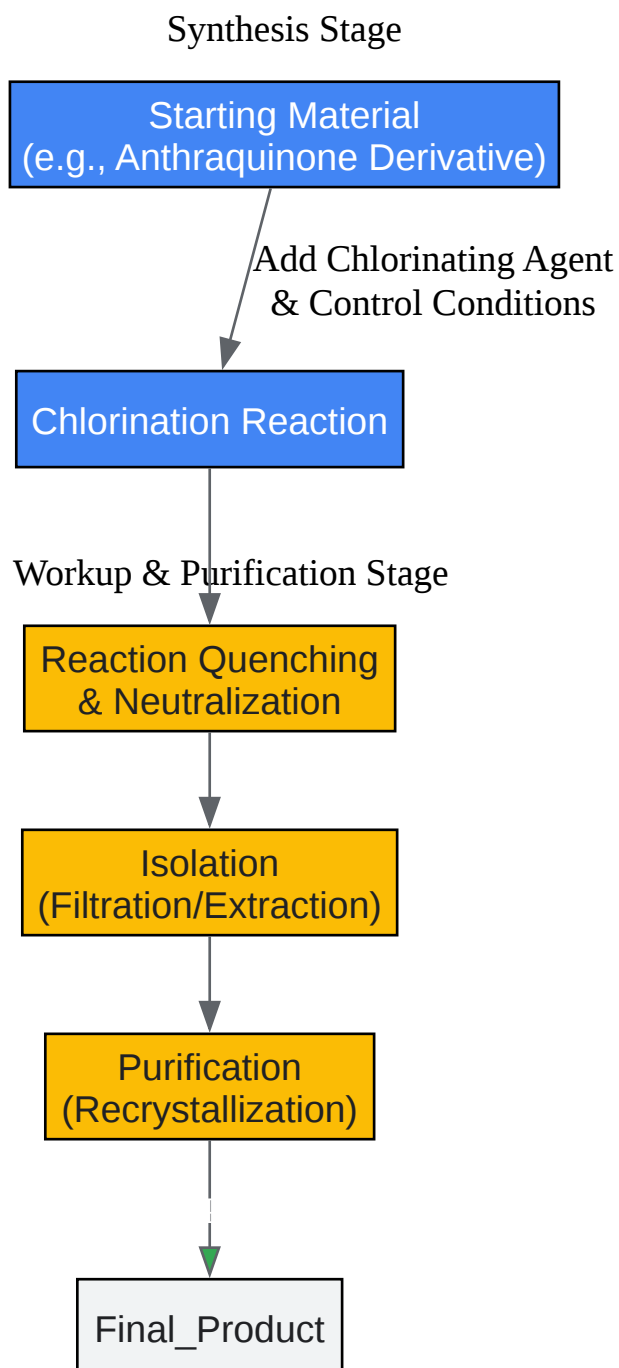 Synthesis Stage
Starting Material
(e.g., Anthraquinone Derivative)
Add Chlorinating Agent
& Control Conditions
Chlorination Reaction
Workup & Purification Stage
Reaction Quenching
& Neutralization
Isolation
(Filtration/Extraction)
Purification
(Recrystallization)
Final_Product